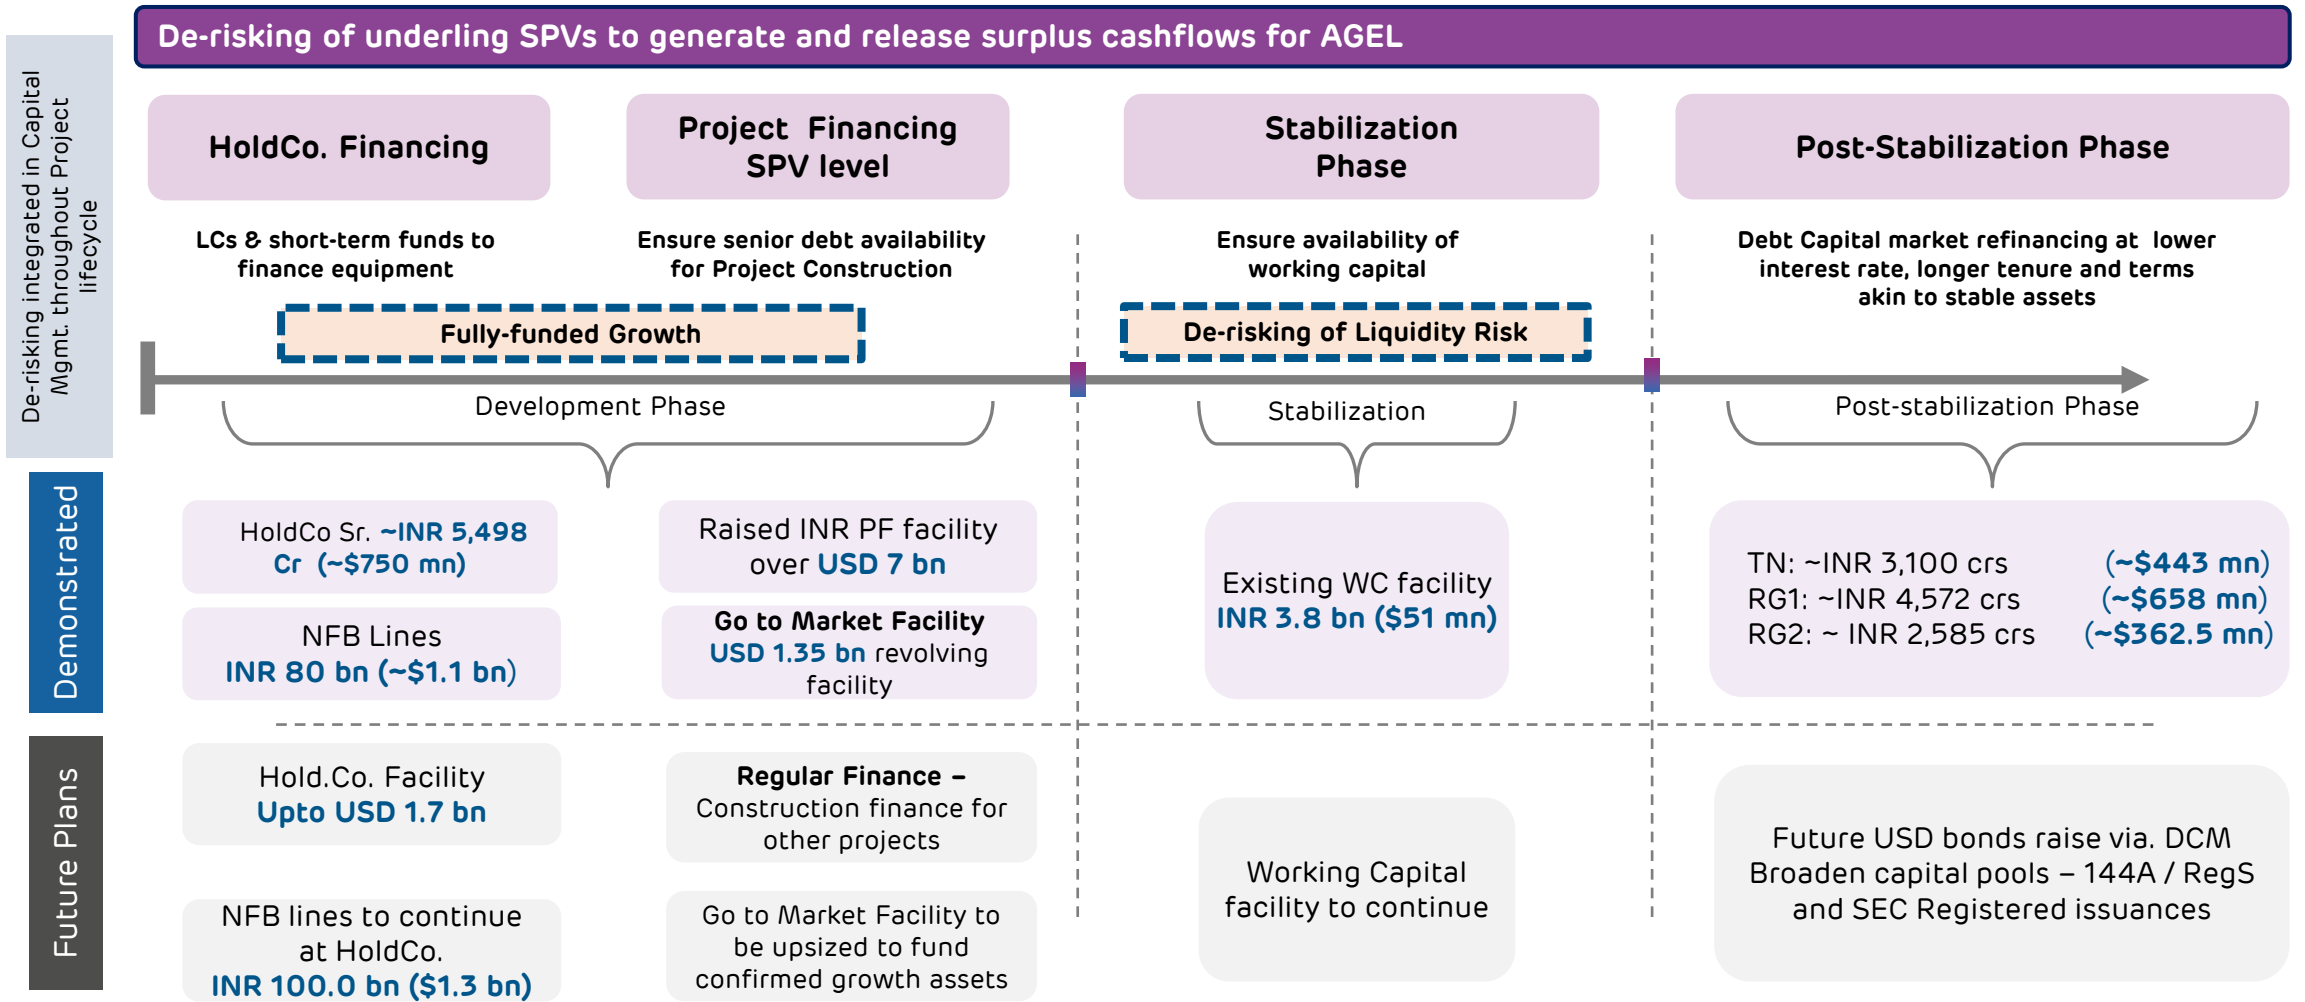 De-risking of underling SPVs to generate and release surplus cashflows for AGEL
De-risking integrated in Capital
Mgmt. throughout Project
lifecycle
HoldCo. Financing
Project Financing
SPV level
Stabilization
Phase
Post-Stabilization Phase
LCs & short-term funds to
finance equipment
Ensure senior debt availability
for Project Construction
Ensure availability of
working capital
Debt Capital market refinancing at lower
interest rate, longer tenure and terms
akin to stable assets
Fully-funded Growth
De-risking of Liquidity Risk
Development Phase
Stabilization
Post-stabilization Phase
Demonstrated
HoldCo Sr. ~INR 5,498
Cr (~$750 mn)
NFB Lines
INR 80 bn (~$1.1 bn)
Raised INR PF facility
over USD 7 bn
Go to Market Facility
USD 1.35 bn revolving
facility
Existing WC facility
INR 3.8 bn ($51 mn)
TN: ~INR 3,100 crs (~$443 mn)
RG1: ~INR 4,572 crs (~$658 mn)
RG2: ~ INR 2,585 crs (~$362.5 mn)
Future Plans
Hold.Co. Facility
Upto USD 1.7 bn
NFB lines to continue
at HoldCo.
INR 100.0 bn ($1.3 bn)
Regular Finance –
Construction finance for
other projects
Go to Market Facility to
be upsized to fund
confirmed growth assets
Working Capital
facility to continue
Future USD bonds raise via. DCM
Broaden capital pools – 144A / RegS
and SEC Registered issuances